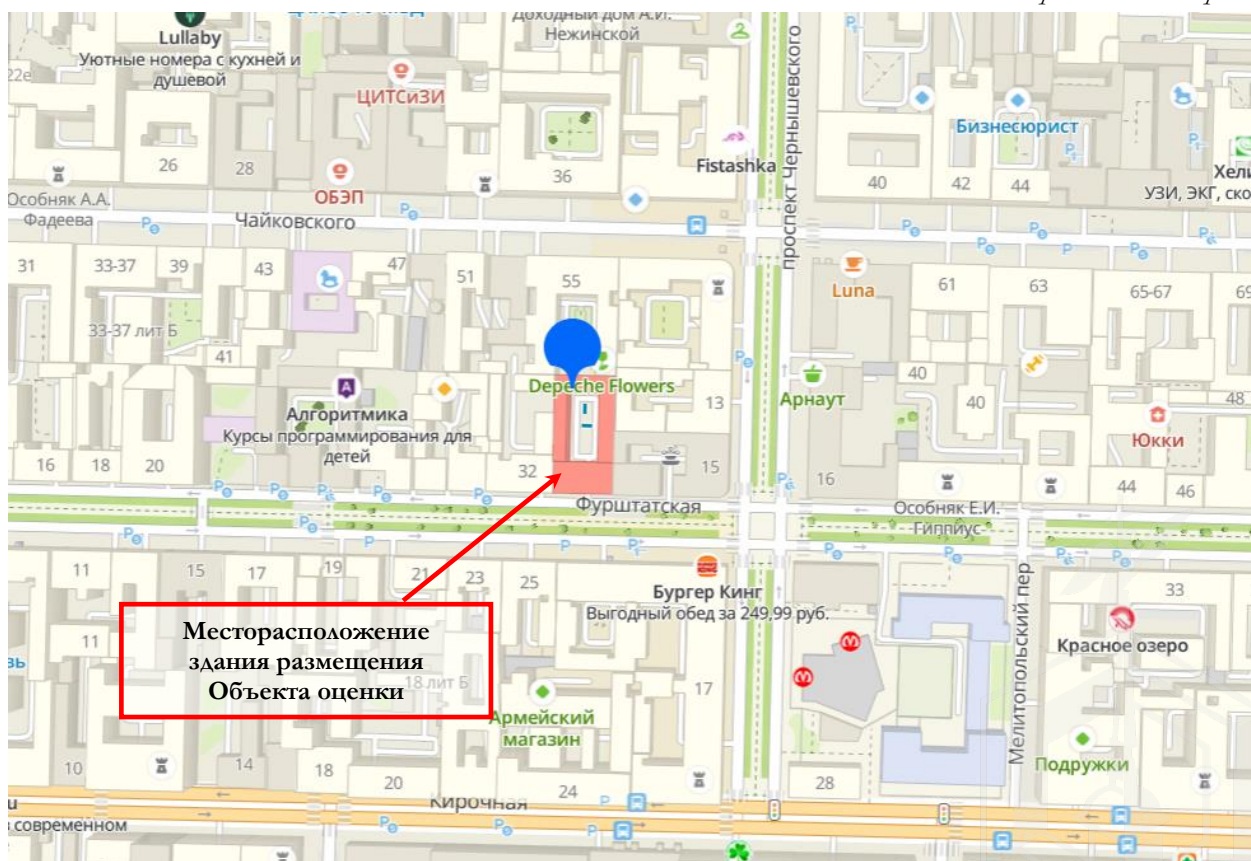 Lullaby
Уютные номера с кухней и
душевой
Доходный дом А.И.
Нежинской
ЦИТСиЗИ
проспект Чернышевского
22е
26
28
36
ОБЭП
Fistashka
Бизнесюрист
40
42
44
УЗИ, ЭКГ, ско
Особняк А.А.
Фадеева
Чайковского
31
33-37
39
43
47
51
55
Luna
61
63
65-67
69
33-37 лит Б
41
Depeche Flowers
13
Арнаут
40
40
48
Алгоритмика
Курсы программирования для
детей
Юкки
16
18
20
32
15
16
44
46
Фурштатская
Особняк Е.И.
Гиппиус
11
15
17
19
21
23
25
Бургер Кинг
Выгодный обед за 249,99 руб.
33
Месторасположение
здания размещения
Объекта оценки
11
18 лит Б
Красное озеро
Мелитопольский пер
17
Армейский
магазин
Подружки
10
14
18
20
24
28
Кирочная
современном